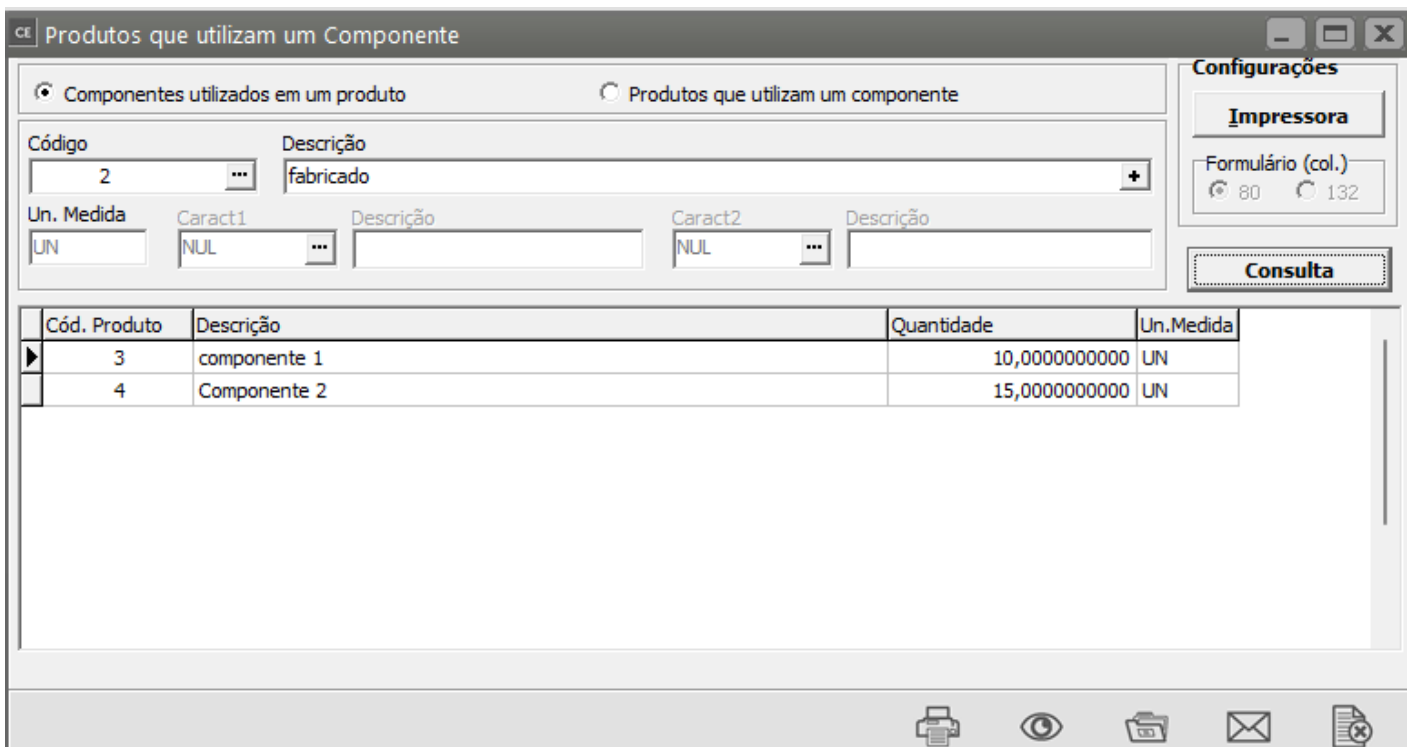 CE Produtos que utilizam um Componente
Componentes utilizados em um produto Produtos que utilizam um componente
Configurações
Impressora
Formulário (col.)
80 132
Código Descrição
2 ... fabricado +
Un. Medida Caract1 Descrição Caract2 Descrição
UN NUL ... NUL ...
Consulta
Cód. Produto Descrição Quantidade Un.Medida
3 componente 1 10,0000000000 UN
4 Componente 2 15,0000000000 UN